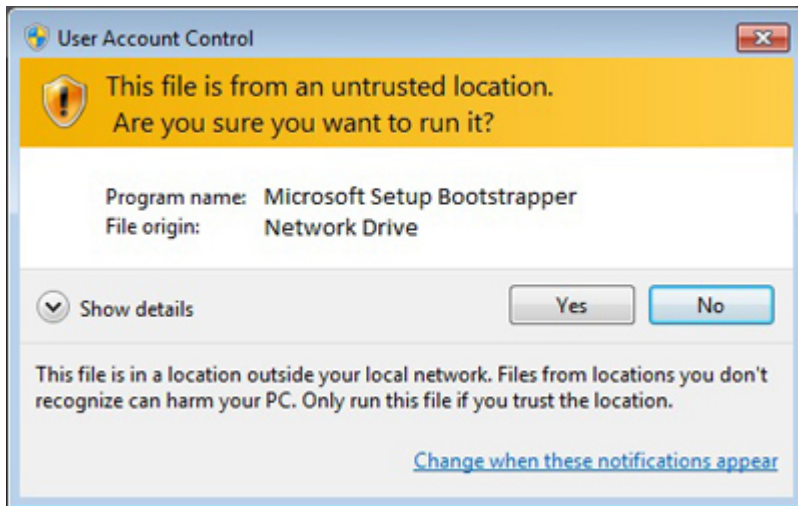 User Account Control
This file is from an untrusted location.
Are you sure you want to run it?
Program name: Microsoft Setup Bootstrapper
File origin: Network Drive
Show details
Yes
No
This file is in a location outside your local network. Files from locations you don't
recognize can harm your PC. Only run this file if you trust the location.
Change when these notifications appear